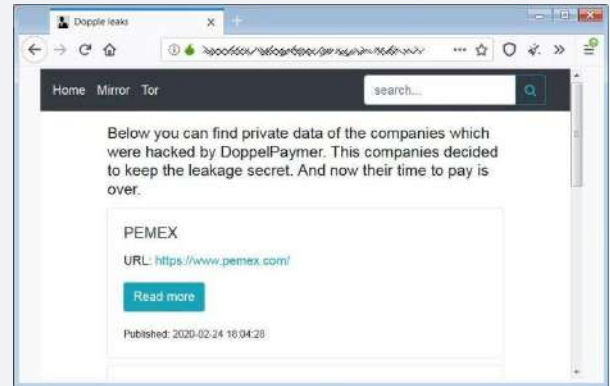 Dopple leaks
Home Mirror Tor
search...
Below you can find private data of the companies which
were hacked by DoppelPaymer. This companies decided
to keep the leakage secret. And now their time to pay is
over.
PEMEX
URL: https://www.pemex.com/
Read more
Published: 2020-02-24 18:04:28